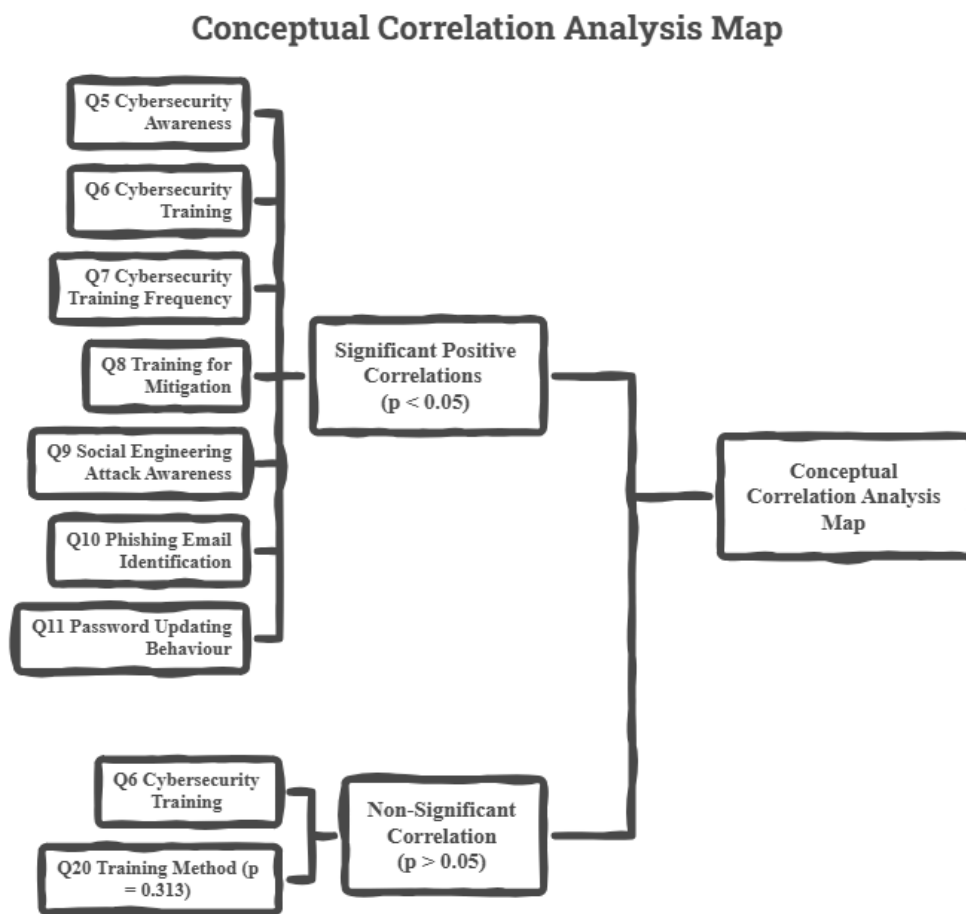 Conceptual Correlation Analysis Map
Q5 Cybersecurity
Awareness
Q6 Cybersecurity
Training
Q7 Cybersecurity
Training Frequency
Q8 Training for
Mitigation
Q9 Social Engineering
Attack Awareness
Q10 Phishing Email
Identification
Q11 Password Updating
Behaviour
Significant Positive
Correlations
(p < 0.05)
Conceptual
Correlation Analysis
Map
Q6 Cybersecurity
Training
Q20 Training Method (p
= 0.313)
Non-Significant
Correlation
(p > 0.05)